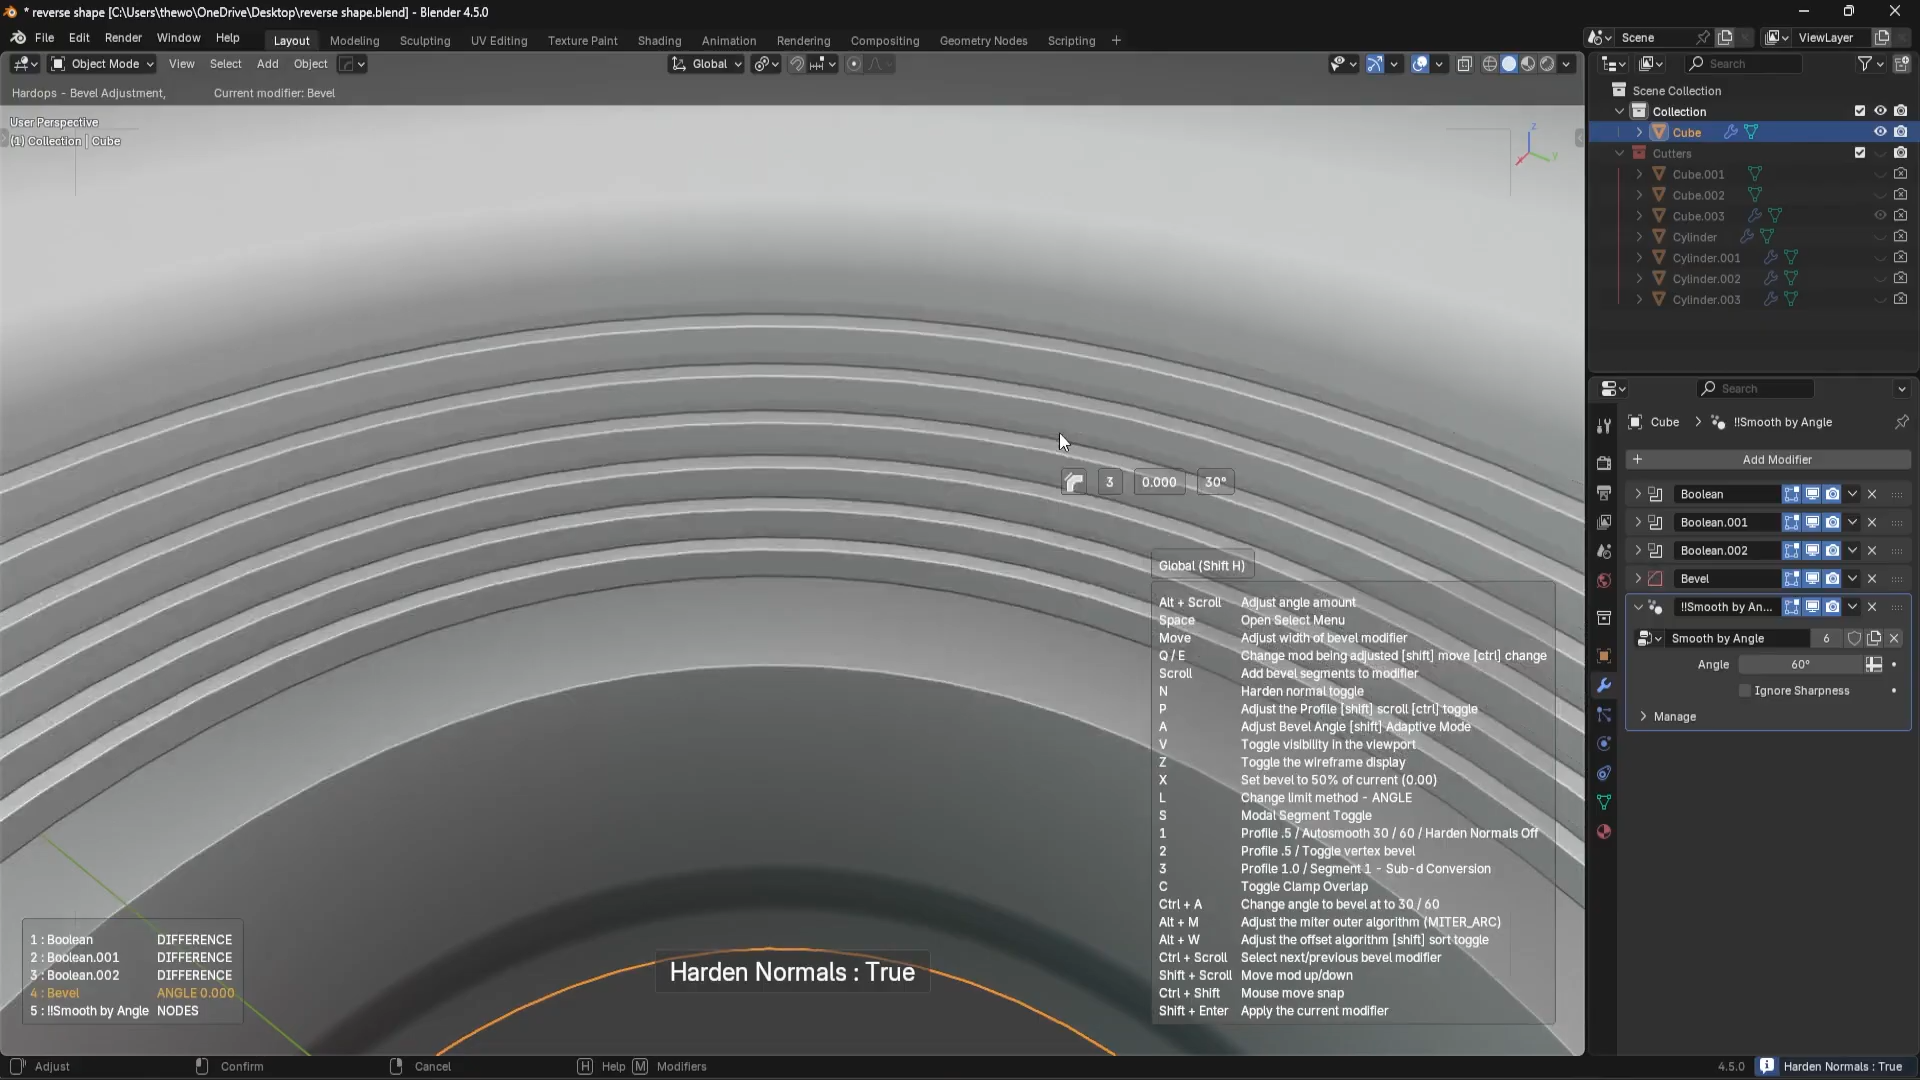 * reverse shape [C:\Users\thewo\OneDrive\Desktop\reverse shape.blend] - Blender 4.5.0
File Edit Render Window Help Layout Modeling Sculpting UV Editing Texture Paint Shading Animation Rendering Compositing Geometry Nodes Scripting + Scene ViewLayer
Object Mode View Select Add Object Global
Hardops - Bevel Adjustment, Current modifier: Bevel
User Perspective
(1) Collection | Cube
Z
Y
X
3 0.000 30°
Global (Shift H)
Alt + Scroll Adjust angle amount
Space Open Select Menu
Move Adjust width of bevel modifier
Q / E Change mod being adjusted [shift] move [ctrl] change
Scroll Add bevel segments to modifier
N Harden normal toggle
P Adjust the Profile [shift] scroll [ctrl] toggle
A Adjust Bevel Angle [shift] Adaptive Mode
V Toggle visibility in the viewport
Z Toggle the wireframe display
X Set bevel to 50% of current (0.00)
L Change limit method - ANGLE
S Modal Segment Toggle
1 Profile .5 / Autosmooth 30 / 60 / Harden Normals Off
2 Profile .5 / Toggle vertex bevel
3 Profile 1.0 / Segment 1 - Sub-d Conversion
C Toggle Clamp Overlap
Ctrl + A Change angle to bevel at to 30 / 60
Alt + M Adjust the miter outer algorithm (MITER_ARC)
Alt + W Adjust the offset algorithm [shift] sort toggle
Ctrl + Scroll Select next/previous bevel modifier
Shift + Scroll Move mod up/down
Ctrl + Shift Mouse move snap
Shift + Enter Apply the current modifier
1 : Boolean DIFFERENCE
2 : Boolean.001 DIFFERENCE
3 : Boolean.002 DIFFERENCE
4 : Bevel ANGLE 0.000
5 : !!Smooth by Angle NODES
Harden Normals : True
Search
Scene Collection
Collection
Cube
Cutters
Cube.001
Cube.002
Cube.003
Cylinder
Cylinder.001
Cylinder.002
Cylinder.003
Search
Cube > !!Smooth by Angle
+ Add Modifier
Boolean
Boolean.001
Boolean.002
Bevel
!!Smooth by An...
Smooth by Angle 6
Angle 60°
Ignore Sharpness
Manage
Adjust Confirm Cancel H Help M Modifiers 4.5.0 Harden Normals : True